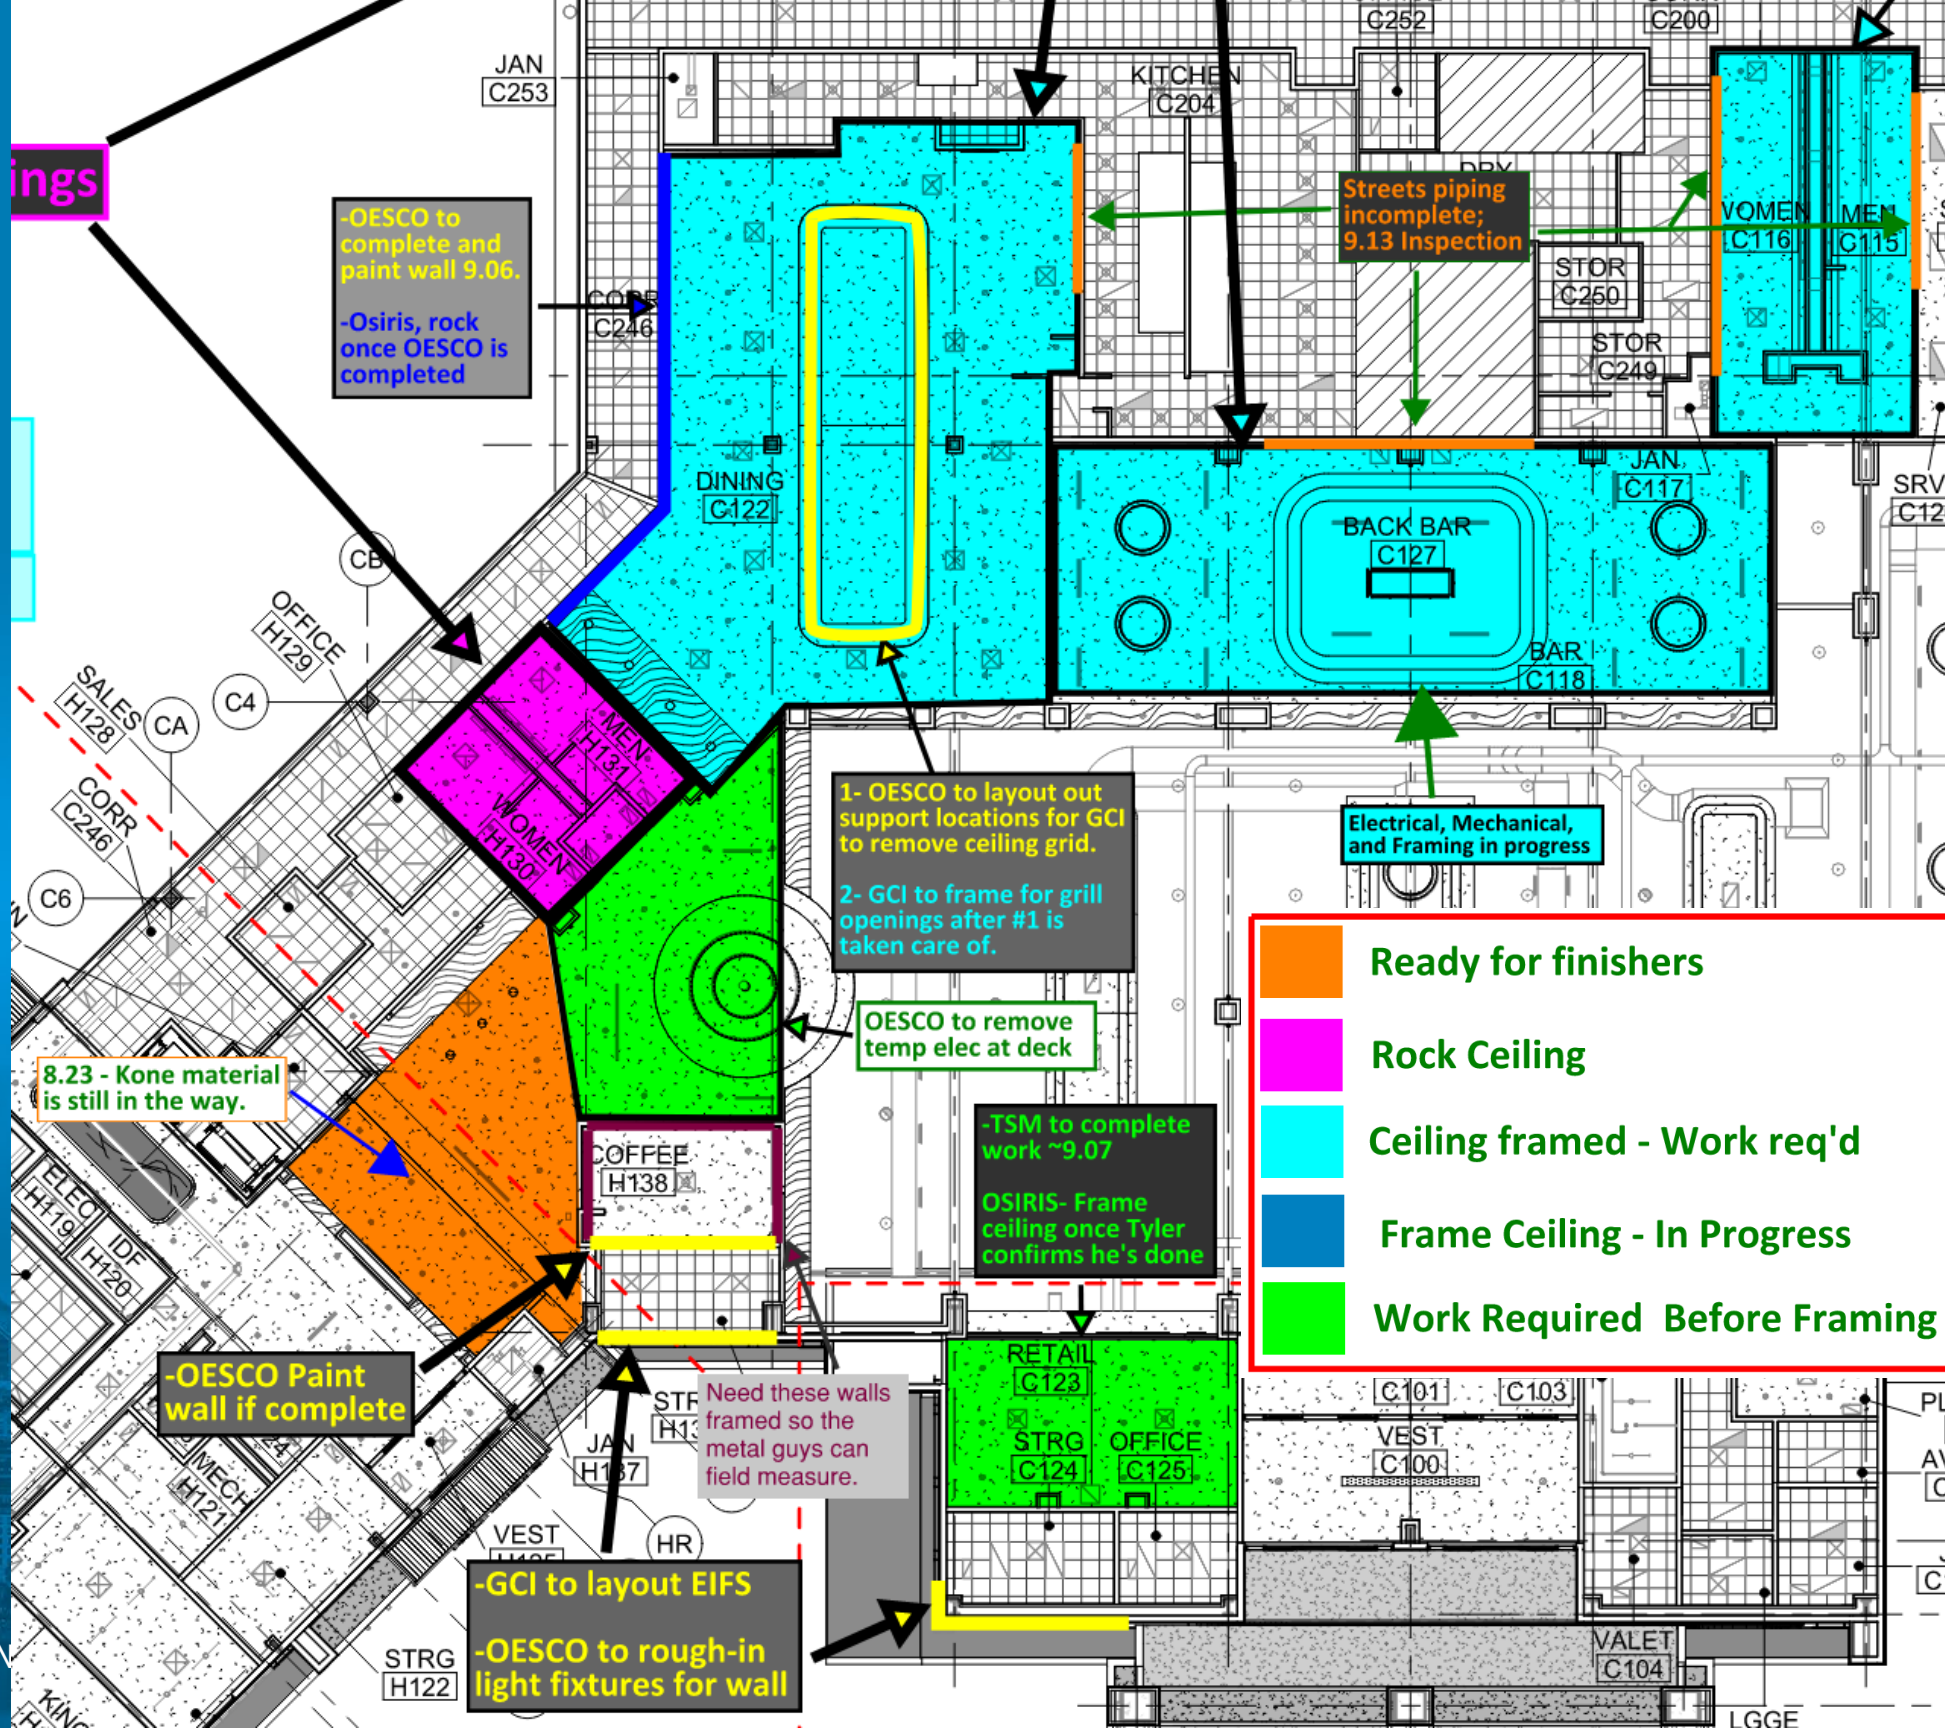 C252
C200
JAN
C253
KITCHEN
C204
ings
-OESCO to
complete and
paint wall 9.06.
-Osiris, rock
once OESCO is
completed
CORR
C246
Streets piping
incomplete;
9.13 Inspection
WOMEN
C116
MEN
C115
STOR
C250
STOR
C249
DINING
C122
JAN
C117
SRV
BACK BAR
C127
BAR
C118
CB
OFFICE
H129
SALES
H128
C4
CA
CORR
C246
C6
MEN
H131
WOMEN
H130
1- OESCO to layout out
support locations for GCI
to remove ceiling grid.
2- GCI to frame for grill
openings after #1 is
taken care of.
Electrical, Mechanical,
and Framing in progress
Ready for finishers
Rock Ceiling
Ceiling framed - Work req'd
Frame Ceiling - In Progress
Work Required Before Framing
OESCO to remove
temp elec at deck
8.23 - Kone material
is still in the way.
-TSM to complete
work ~9.07
OSIRIS- Frame
ceiling once Tyler
confirms he's done
COFFEE
H138
ELEC
H119
IDF
H120
-OESCO Paint
wall if complete
Need these walls
framed so the
metal guys can
field measure.
RETAIL
C123
STRG
C124
OFFICE
C125
C101
C103
VEST
C100
JAN
H137
MECH
H121
VEST
HR
-GCI to layout EIFS
-OESCO to rough-in
light fixtures for wall
STRG
H122
VALET
C104
LGGE